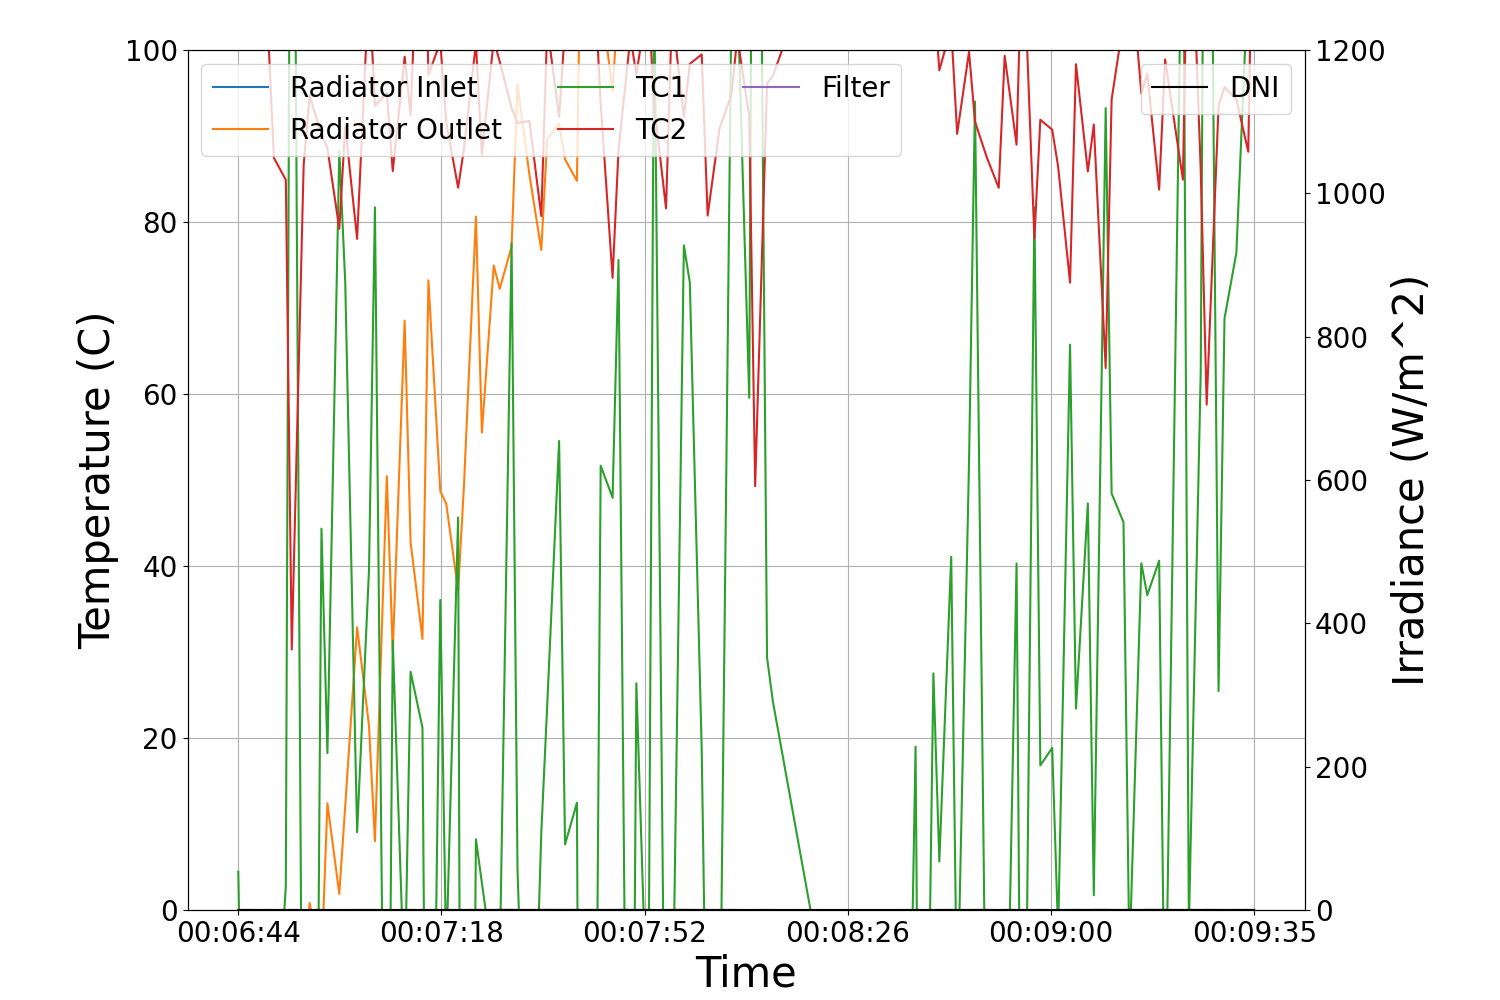 Radiator Inlet
Radiator Outlet
TC1
TC2
Filter
DNI
Temperature (C)
100
80
60
40
20
0
1200
1000
800
600
400
200
0
Irradiance (W/m^2)
00:06:44 00:07:18 00:07:52 00:08:26 00:09:00 00:09:35
Time